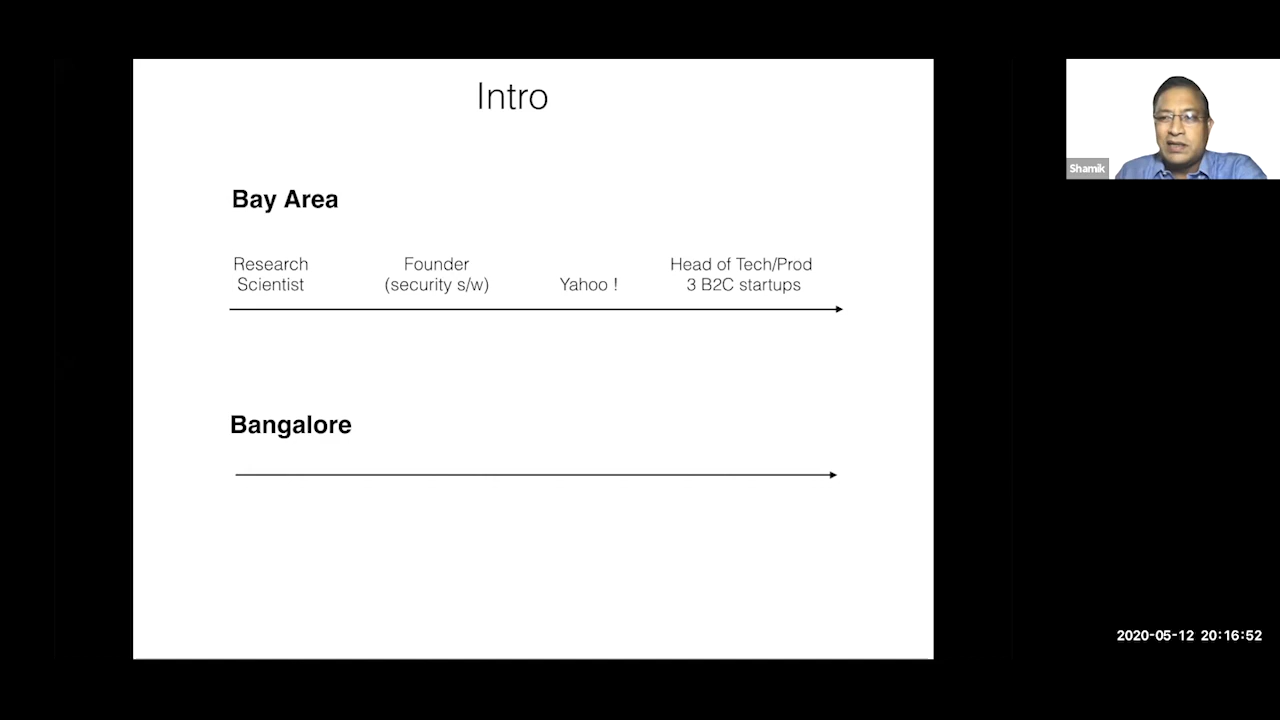 Intro
Bay Area
Research
Scientist
Founder
(security s/w)
Yahoo !
Head of Tech/Prod
3 B2C startups
Bangalore
Shamik
2020-05-12 20:16:52